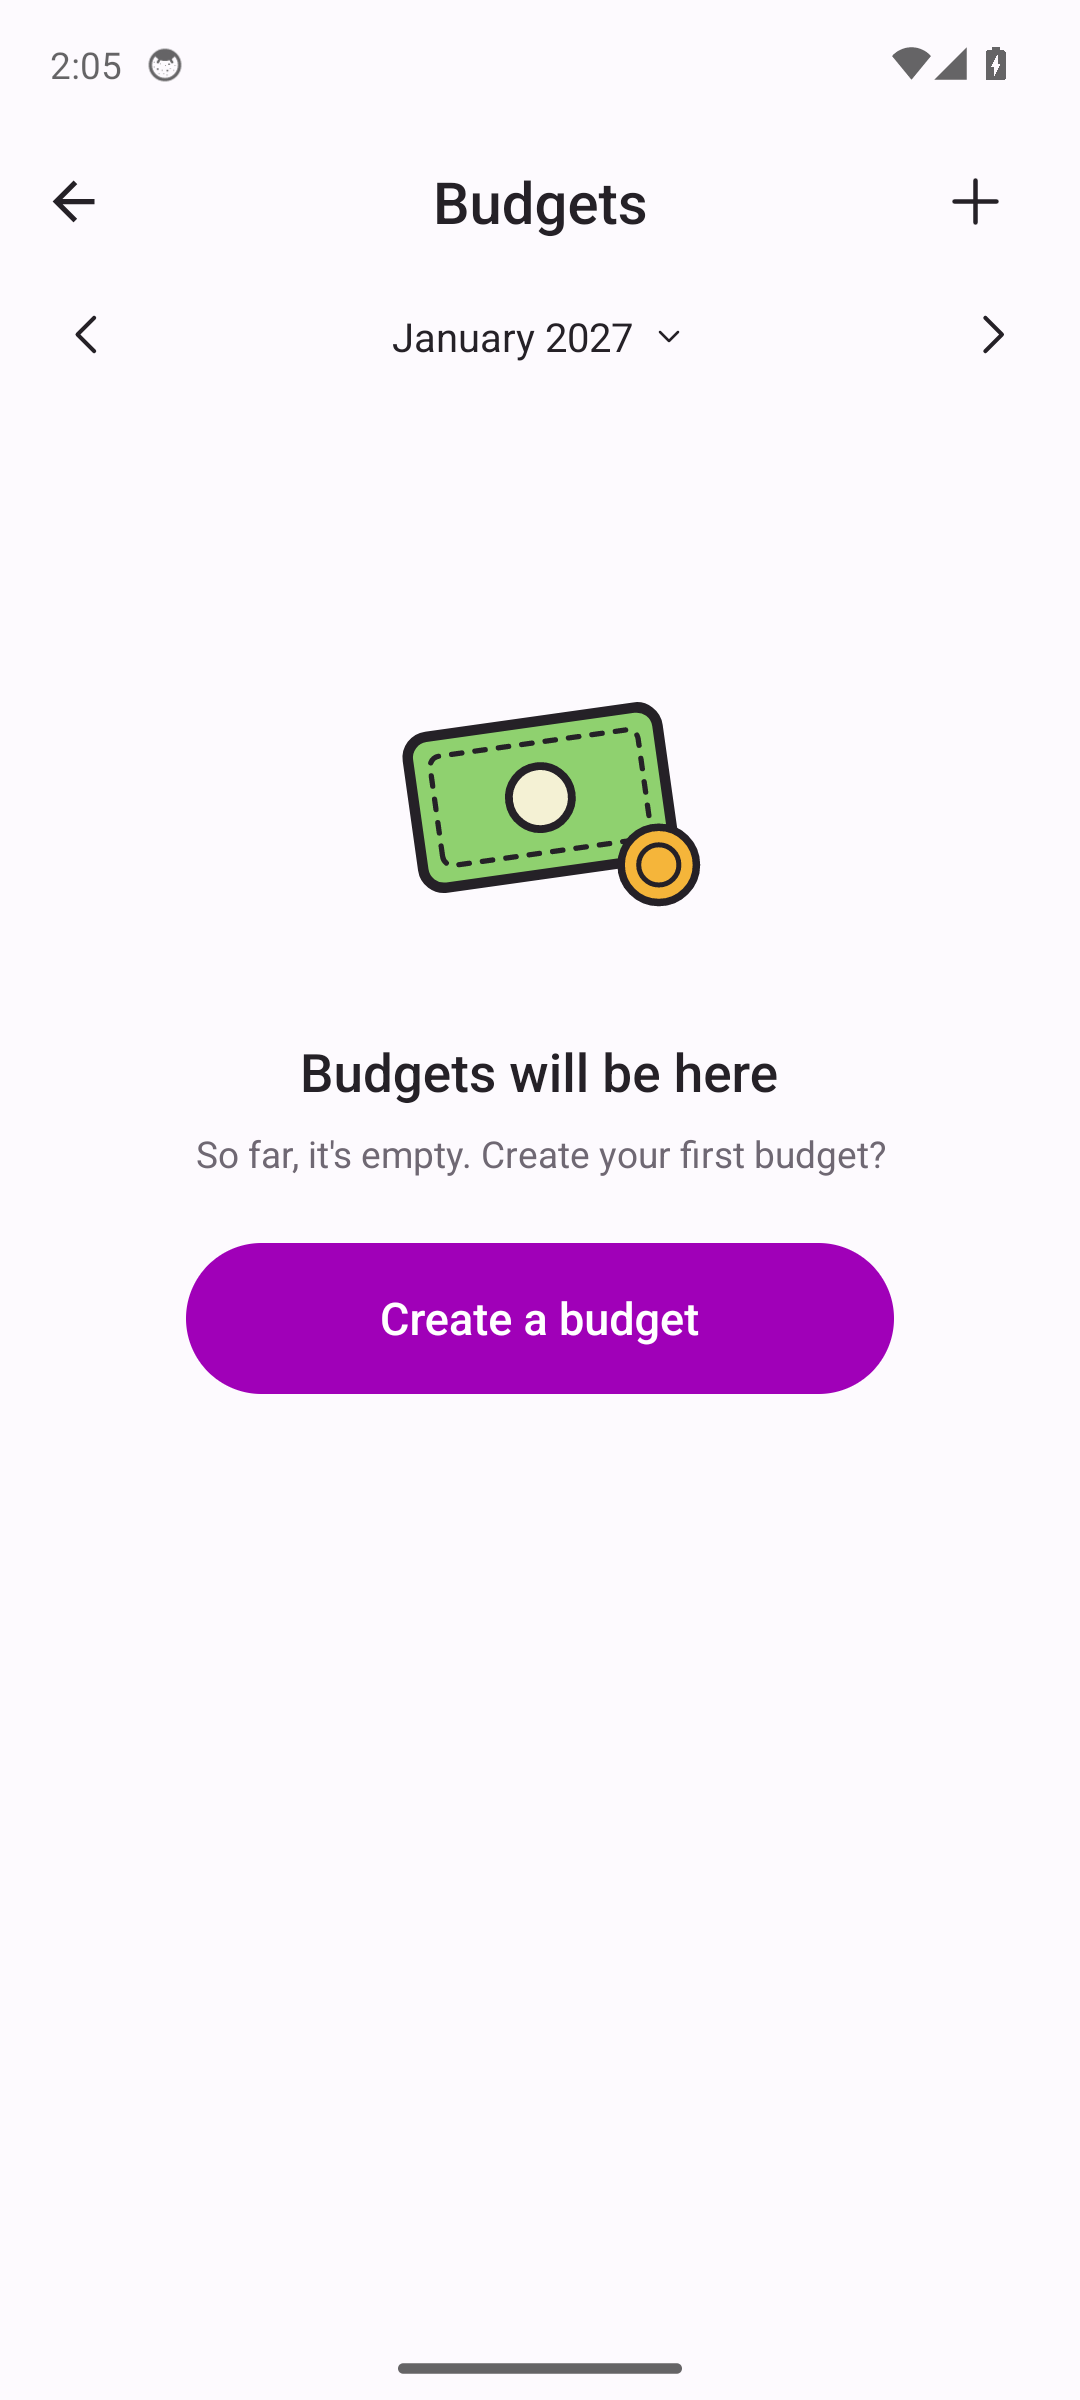 2:05
Budgets
January 2027
Budgets will be here
So far, it's empty. Create your first budget?
Create a budget